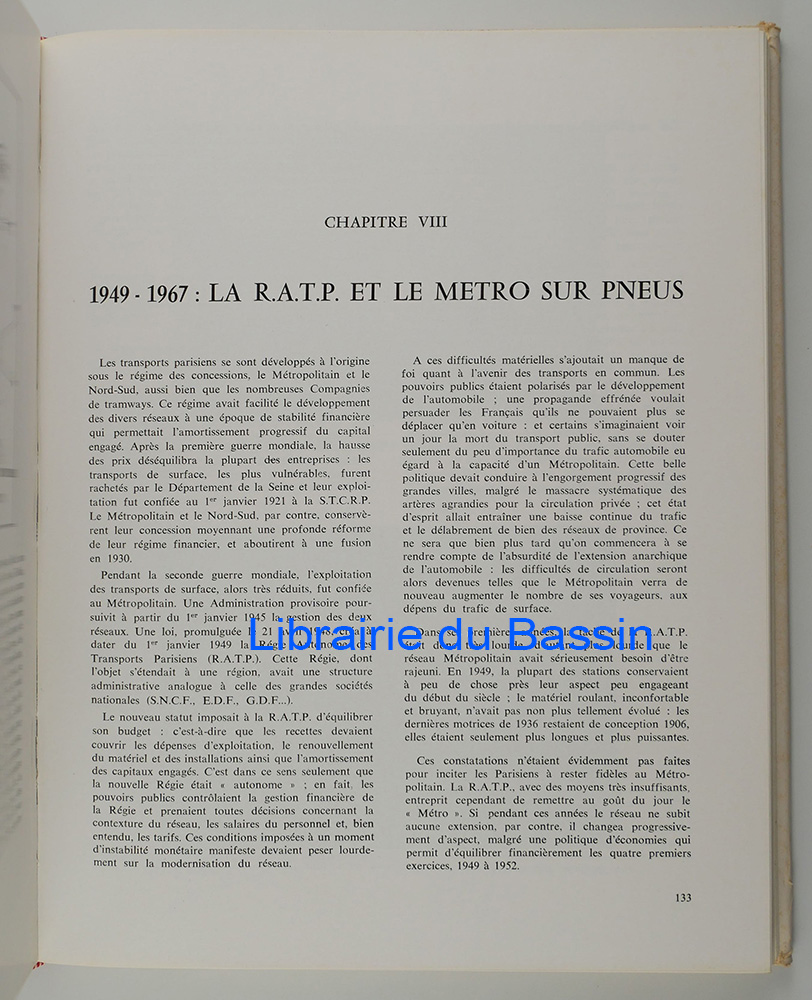 CHAPITRE VIII
1949 - 1967 : LA R.A.T.P. ET LE METRO SUR PNEUS
Les transports parisiens se sont développés à l'origine
sous le régime des concessions, le Métropolitain et le
Nord-Sud, aussi bien que les nombreuses Compagnies
de tramways. Ce régime avait facilité le développement
des divers réseaux à une époque de stabilité financière
qui permettait l'amortissement progressif du capital
engagé. Après la première guerre mondiale, la hausse
des prix déséquilibra la plupart des entreprises : les
transports de surface, les plus vulnérables, furent
rachetés par le Département de la Seine et leur exploi-
tation fut confiée au 1er janvier 1921 à la S.T.C.R.P.
Le Métropolitain et le Nord-Sud, par contre, conservè-
rent leur concession moyennant une profonde réforme
de leur régime financier, et aboutirent à une fusion
en 1930.
Pendant la seconde guerre mondiale, l'exploitation
des transports de surface, alors très réduits, fut confiée
au Métropolitain. Une Administration provisoire pour-
suivit à partir du 1er janvier 1945 la gestion des deux
réseaux. Une loi, promulguée le 21 avril 1948, créa à
dater du 1er janvier 1949 la Régie Autonome des
Transports Parisiens (R.A.T.P.). Cette Régie, dont
l'objet s'étendait à une région, avait une structure
administrative analogue à celle des grandes sociétés
nationales (S.N.C.F., E.D.F., G.D.F...).
Le nouveau statut imposait à la R.A.T.P. d'équilibrer
son budget : c'est-à-dire que les recettes devaient
couvrir les dépenses d'exploitation, le renouvellement
du matériel et des installations ainsi que l'amortissement
des capitaux engagés. C'est dans ce sens seulement que
la nouvelle Régie était « autonome » ; en fait, les
pouvoirs publics contrôlaient la gestion financière de
la Régie et prenaient toutes décisions concernant la
contexture du réseau, les salaires du personnel et, bien
entendu, les tarifs. Ces conditions imposées à un moment
d'instabilité monétaire manifeste devaient peser lourde-
ment sur la modernisation du réseau.
A ces difficultés matérielles s'ajoutait un manque de
foi quant à l'avenir des transports en commun. Les
pouvoirs publics étaient polarisés par le développement
de l'automobile ; une propagande effrénée voulait
persuader les Français qu'ils ne pouvaient plus se
déplacer qu'en voiture : et certains s'imaginaient voir
un jour la mort du transport public, sans se douter
seulement du peu d'importance du trafic automobile eu
égard à la capacité d'un Métropolitain. Cette belle
politique devait conduire à l'engorgement progressif des
grandes villes, malgré le massacre systématique des
artères agrandies pour la circulation privée ; cet état
d'esprit allait entraîner une baisse continue du trafic
et le délabrement de bien des réseaux de province. Ce
ne sera que bien plus tard qu'on commencera à se
rendre compte de l'absurdité de l'extension anarchique
de l'automobile : les difficultés de circulation seront
alors devenues telles que le Métropolitain verra de
nouveau augmenter le nombre de ses voyageurs, aux
dépens du trafic de surface.
Dans ses premières années, la tâche de la R.A.T.P.
était donc très lourde, d'autant plus lourde que le
réseau Métropolitain avait sérieusement besoin d'être
rajeuni. En 1949, la plupart des stations conservaient
à peu de chose près leur aspect peu engageant
du début du siècle ; le matériel roulant, inconfortable
et bruyant, n'avait pas non plus tellement évolué : les
dernières motrices de 1936 restaient de conception 1906,
elles étaient seulement plus longues et plus puissantes.
Ces constatations n'étaient évidemment pas faites
pour inciter les Parisiens à rester fidèles au Métro-
politain. La R.A.T.P., avec des moyens très insuffisants,
entreprit cependant de remettre au goût du jour le
« Métro ». Si pendant ces années le réseau ne subit
aucune extension, par contre, il changea progressive-
ment d'aspect, malgré une politique d'économies qui
permit d'équilibrer financièrement les quatre premiers
exercices, 1949 à 1952.
133
Librairie du Bassin